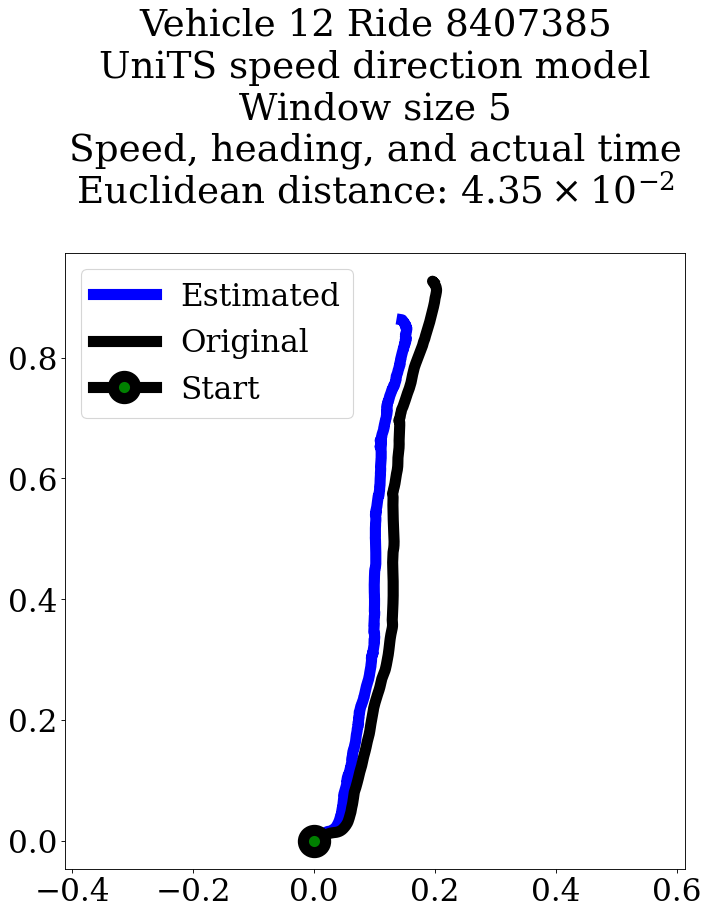 Vehicle 12 Ride 8407385
UniTS speed direction model
Window size 5
Speed, heading, and actual time
Euclidean distance: 4.35 × 10⁻²
Estimated
Original
Start
0.8
0.6
0.4
0.2
0.0
−0.4 −0.2 0.0 0.2 0.4 0.6